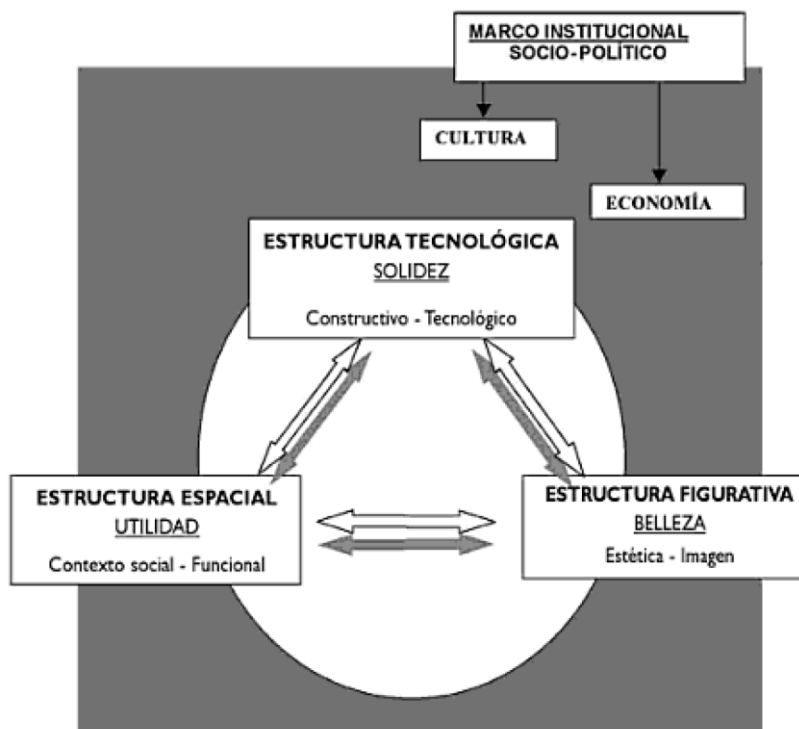 MARCO INSTITUCIONAL
SOCIO-POLÍTICO
CULTURA
ECONOMÍA
ESTRUCTURA TECNOLÓGICA
SOLIDEZ
Constructivo - Tecnológico
ESTRUCTURA ESPACIAL
UTILIDAD
Contexto social - Funcional
ESTRUCTURA FIGURATIVA
BELLEZA
Estética - Imagen